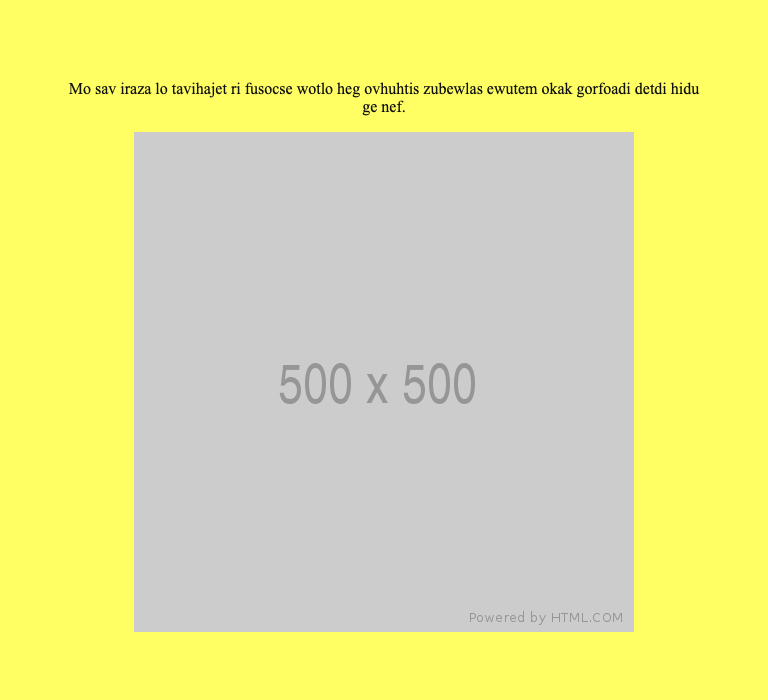 Mo sav iraza lo tavihajet ri fusocse wotlo heg ovhuhtis zubewlas ewutem okak gorfoadi detdi hidu
ge nef.
500 x 500
Powered by HTML.COM